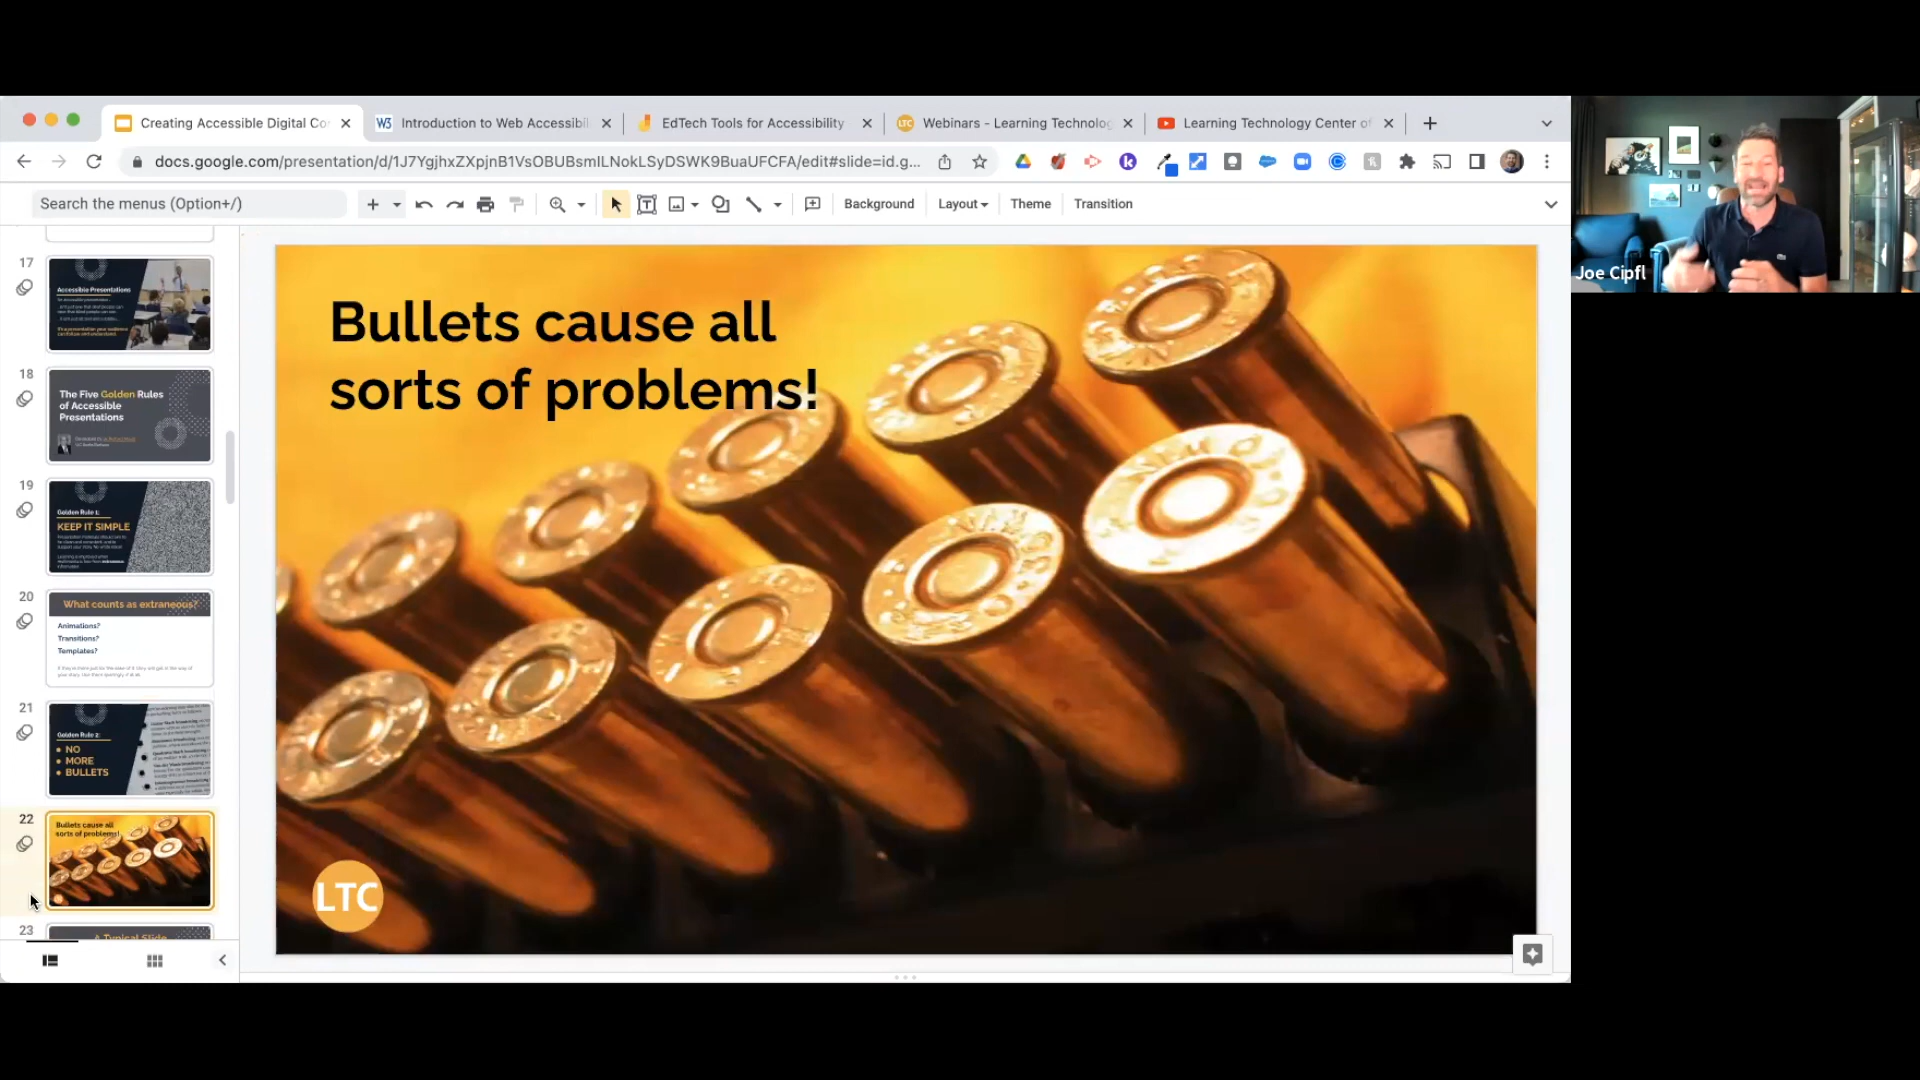 Creating Accessible Digital Co
Introduction to Web Accessibil
EdTech Tools for Accessibility
Webinars - Learning Technolog
Learning Technology Center of
docs.google.com/presentation/d/1J7YgjhxZXpjnB1VsOBUBsmILNokLSyDSWK9BuaUFCFA/edit#slide=id.g...
Search the menus (Option+/)
Background
Layout
Theme
Transition
Joe Cipfl
17
Accessible Presentations
18
The Five Golden Rules
of Accessible
Presentations
19
Golden Rule 1:
KEEP IT SIMPLE
20
What counts as extraneous?
Animations?
Transitions?
Templates?
21
Golden Rule 2:
• NO
• MORE
• BULLETS
22
Bullets cause all
sorts of problems!
23
A Typical Slide
Bullets cause all
sorts of problems!
LTC